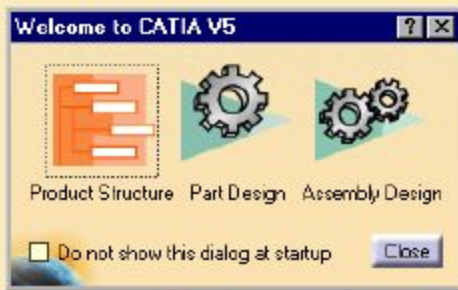 Welcome to CATIA V5
Product Structure Part Design Assembly Design
Do not show this dialog at startup Close